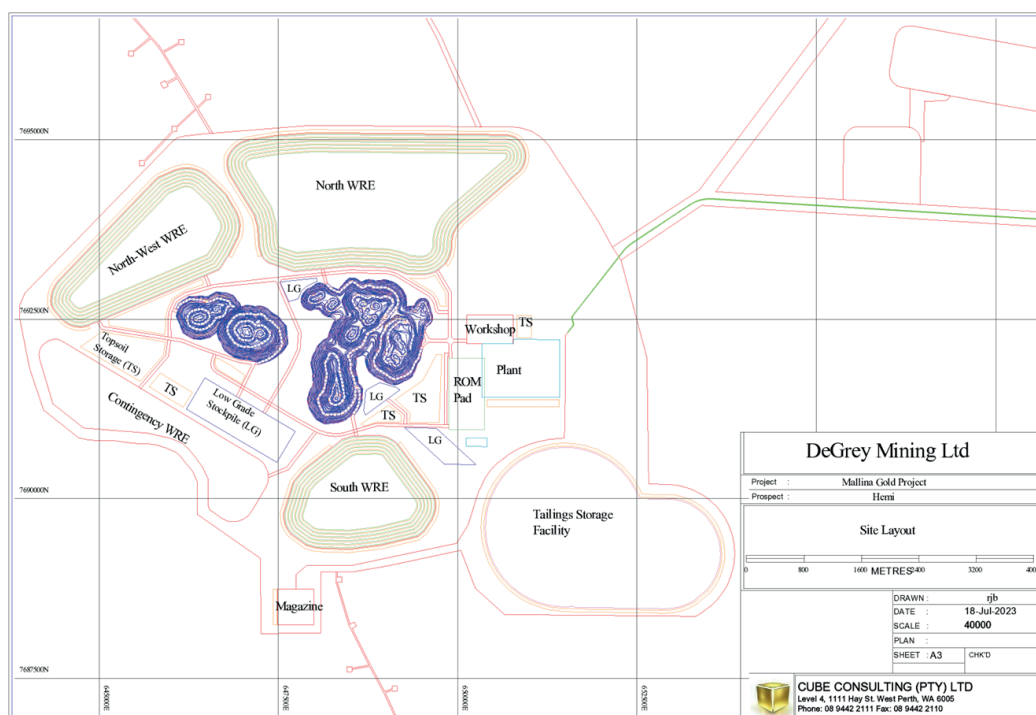 7695000N
North WRE
North-West WRE
LG
7692500N
Workshop
TS
Topsoil
Storage (TS)
Plant
TS
Low Grade
Stockpile (LG)
LG
TS
ROM
Pad
Contingency WRE
TS
LG
South WRE
7690000N
Tailings Storage
Facility
Magazine
7687500N
645000E
647500E
650000E
652500E
DeGrey Mining Ltd
Project : Mallina Gold Project
Prospect : Hemi
Site Layout
0 800 1600 METRES 2400 3200 400
DRAWN : rjb
DATE : 18-Jul-2023
SCALE : 40000
PLAN :
SHEET : A3 CHK'D
CUBE CONSULTING (PTY) LTD
Level 4, 1111 Hay St. West Perth, WA 6005
Phone: 08 9442 2111 Fax: 08 9442 2110